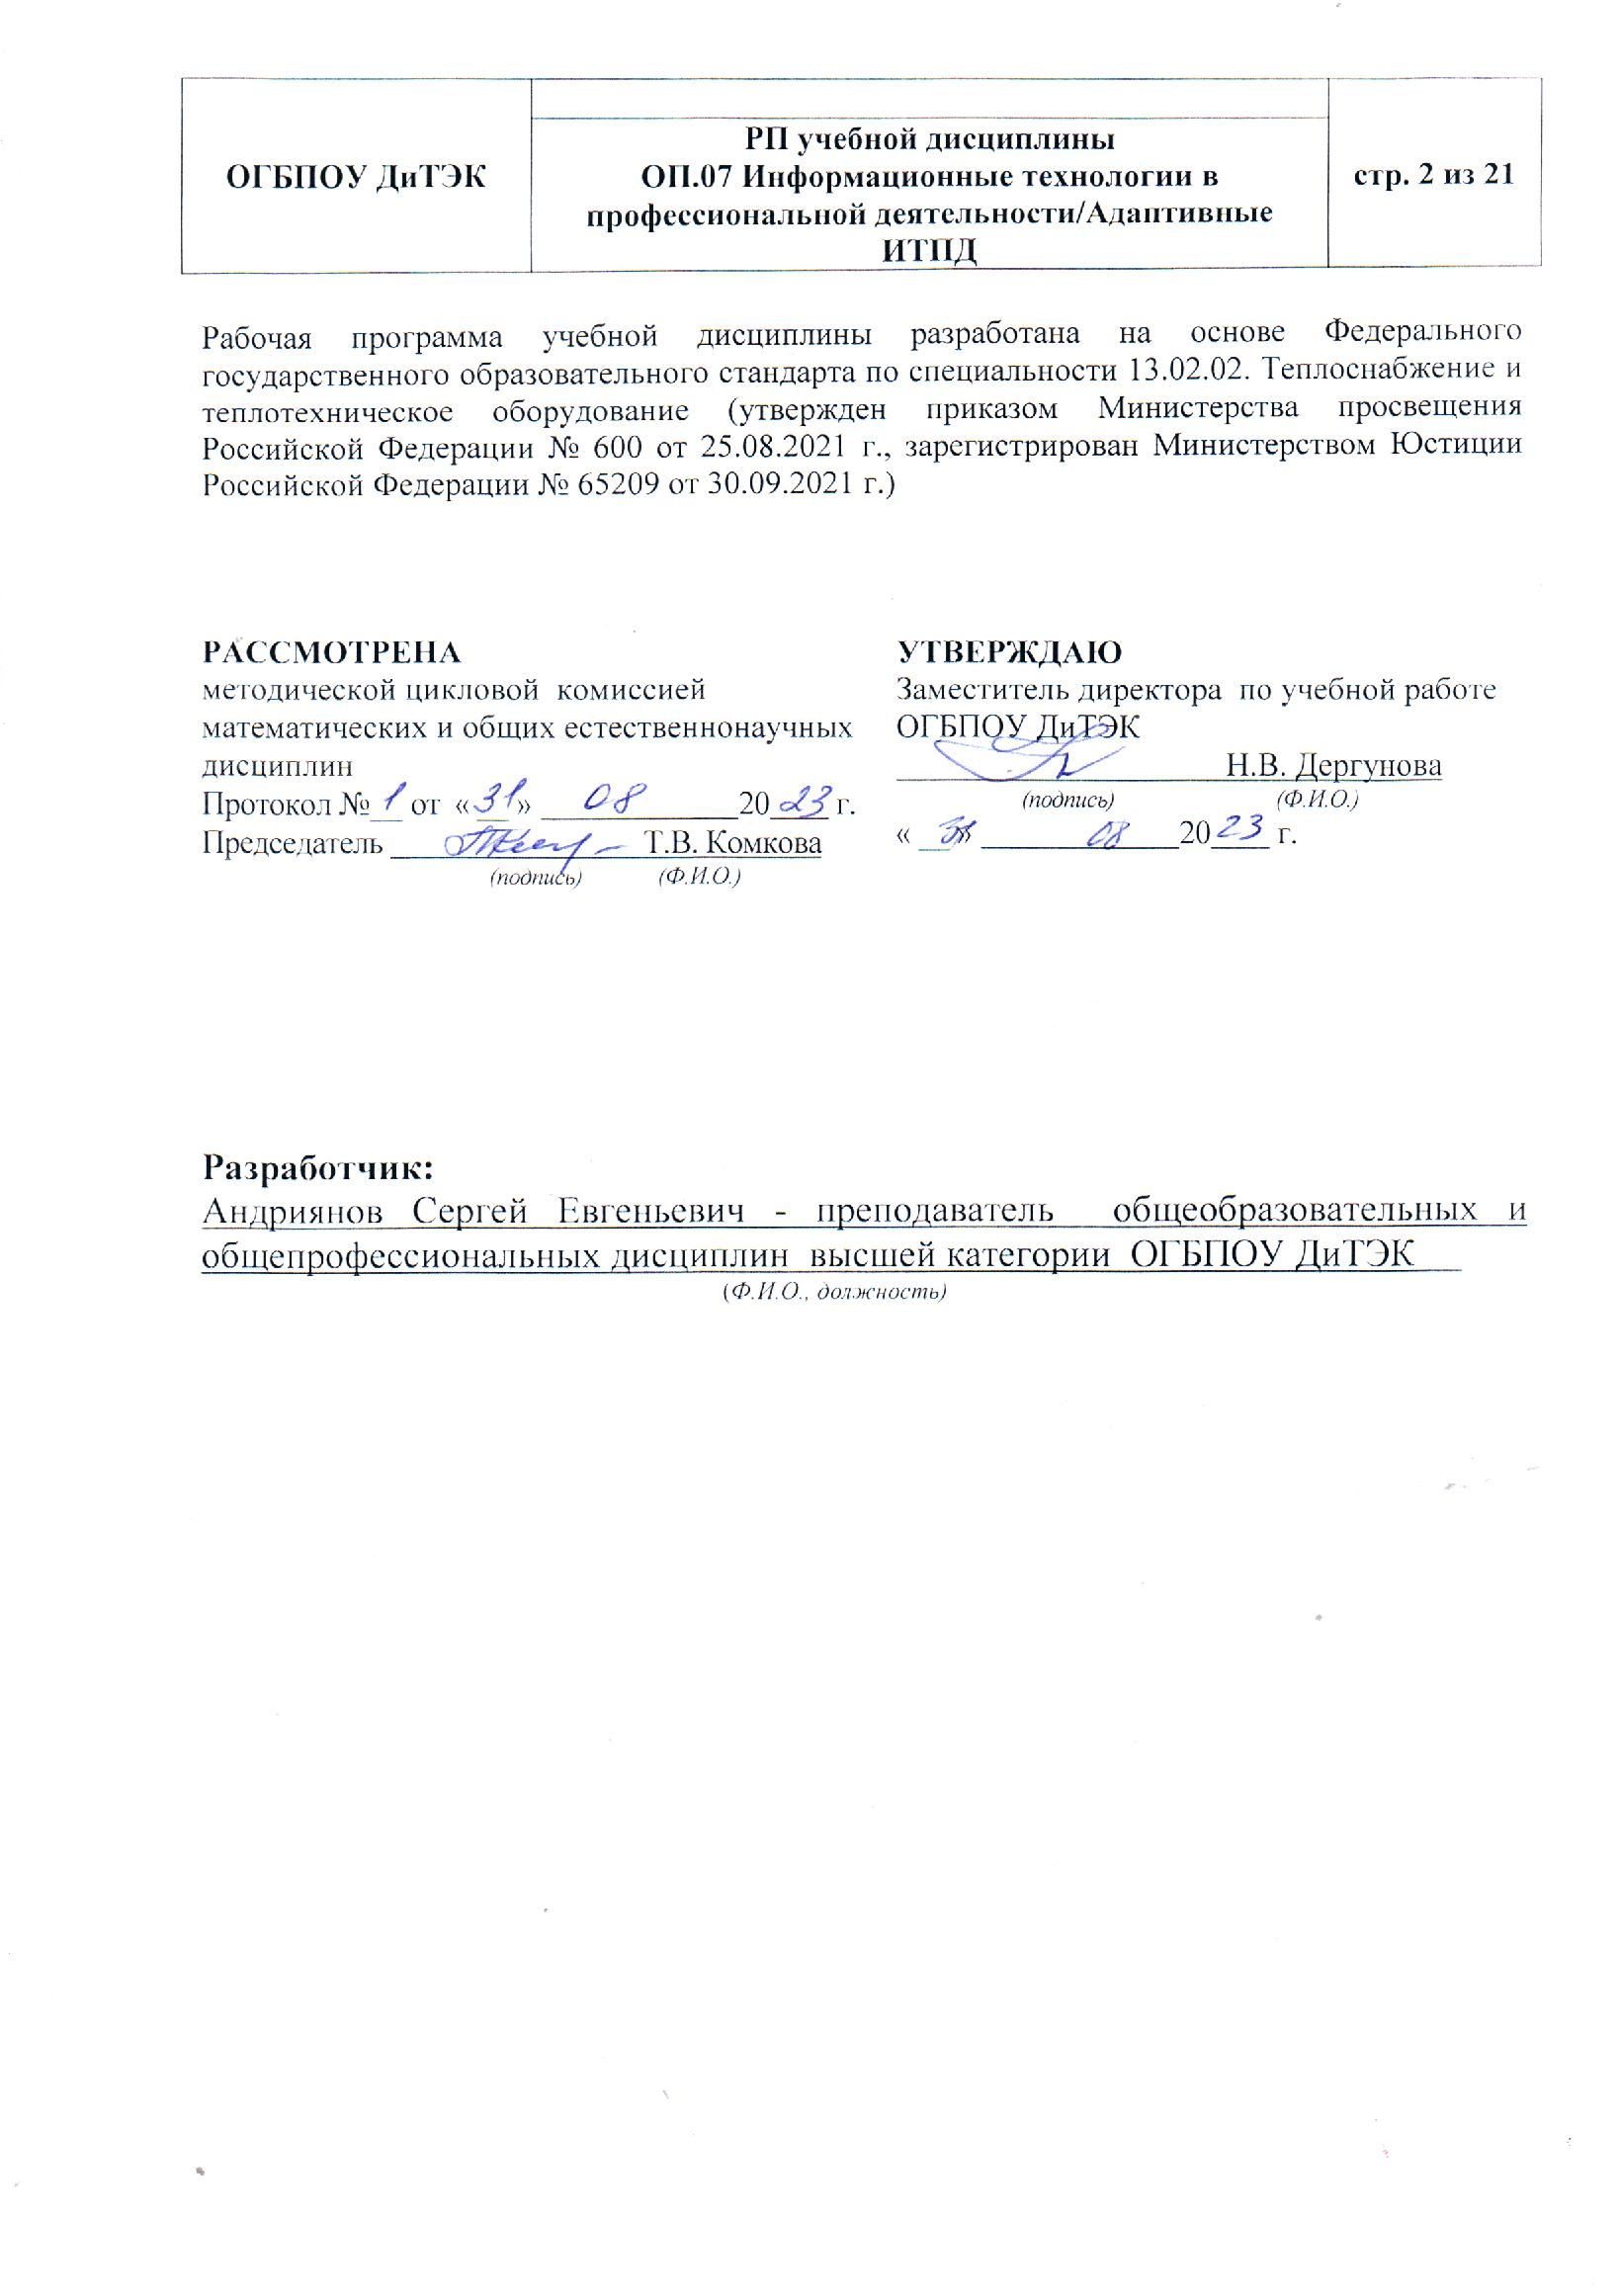 ОГБПОУ ДиТЭК
РП учебной дисциплины
ОП.07 Информационные технологии в
профессиональной деятельности/Адаптивные
ИТПД
стр. 2 из 21
Рабочая программа учебной дисциплины разработана на основе Федерального
государственного образовательного стандарта по специальности 13.02.02. Теплоснабжение и
теплотехническое оборудование (утвержден приказом Министерства просвещения
Российской Федерации № 600 от 25.08.2021 г., зарегистрирован Министерством Юстиции
Российской Федерации № 65209 от 30.09.2021 г.)
РАССМОТРЕНА
методической цикловой комиссией
математических и общих естественнонаучных
дисциплин
Протокол № 1 от «31» 08 2023 г.
Председатель Т.В. Комкова
(подпись) (Ф.И.О.)
УТВЕРЖДАЮ
Заместитель директора по учебной работе
ОГБПОУ ДиТЭК
Н.В. Дергунова
(подпись) (Ф.И.О.)
«31» 08 2023 г.
Разработчик:
Андриянов Сергей Евгеньевич - преподаватель общеобразовательных и
общепрофессиональных дисциплин высшей категории ОГБПОУ ДиТЭК
(Ф.И.О., должность)